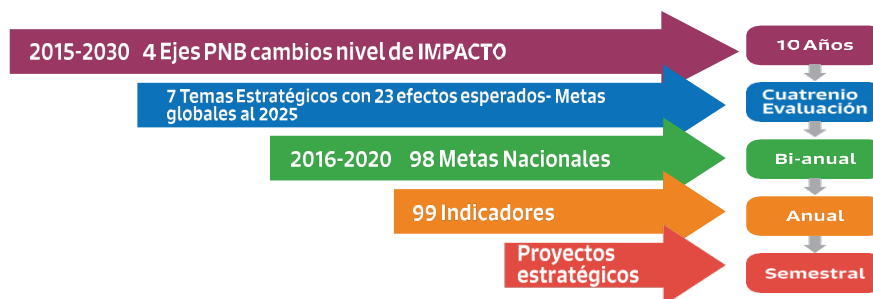 2015-2030 4 Ejes PNB cambios nivel de IMPACTO
10 Años
7 Temas Estratégicos con 23 efectos esperados- Metas
globales al 2025
Cuatrenio
Evaluación
2016-2020 98 Metas Nacionales
Bi-anual
99 Indicadores
Anual
Proyectos
estratégicos
Semestral